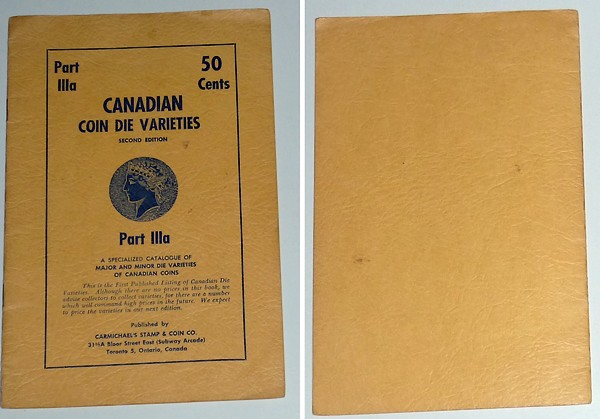 Part IIIa
50 Cents
CANADIAN
COIN DIE VARIETIES
SECOND EDITION
Part IIIa
A SPECIALIZED CATALOGUE OF
MAJOR AND MINOR DIE VARIETIES
OF CANADIAN COINS
This is the First Published Listing of Canadian Die
Varieties. Although there are no prices in this book, we
advise collectors to collect varieties, for there are a number
which will command high prices in the future. We expect
to price the varieties in our next edition.
Published by
CARMICHAEL'S STAMP & COIN CO.
31½A Bloor Street East (Subway Arcade)
Toronto 5, Ontario, Canada